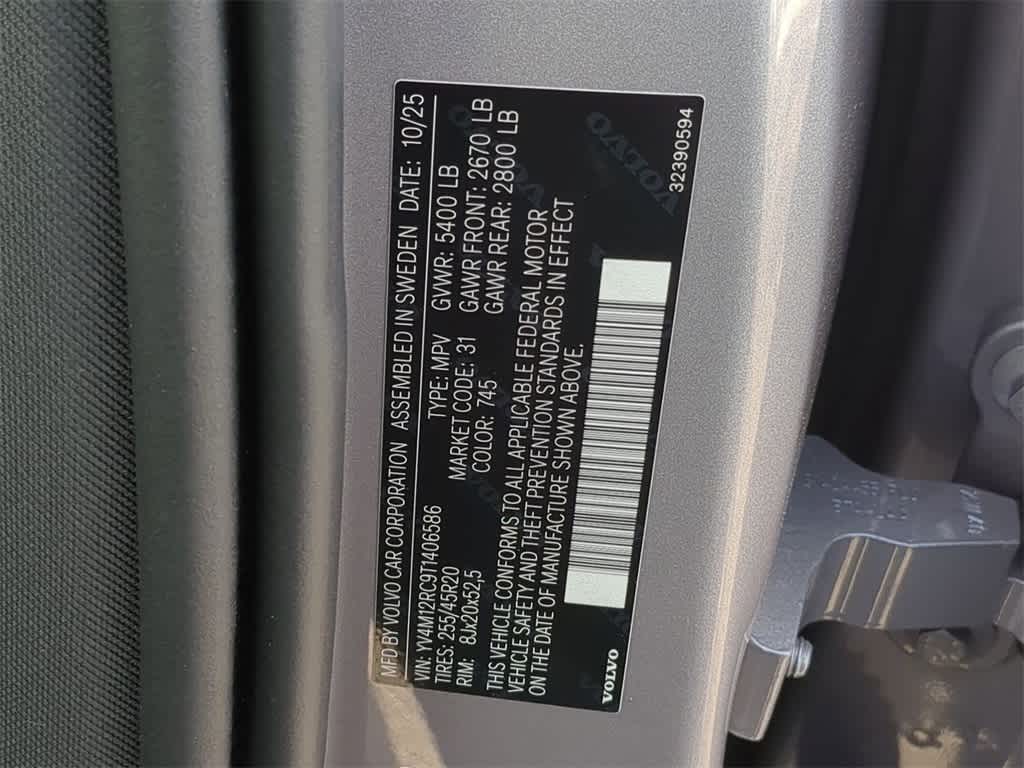 MFD BY VOLVO CAR CORPORATION ASSEMBLED IN SWEDEN DATE: 10/25
VIN: YV4M12RC9T1406586 TYPE: MPV GVWR: 5400 LB
TIRES: 255/45R20 MARKET CODE: 31 GAWR FRONT: 2670 LB
RIM: 8Jx20x52,5 COLOR: 745 GAWR REAR: 2800 LB
THIS VEHICLE CONFORMS TO ALL APPLICABLE FEDERAL MOTOR
VEHICLE SAFETY AND THEFT PREVENTION STANDARDS IN EFFECT
ON THE DATE OF MANUFACTURE SHOWN ABOVE.
VOLVO
32390594